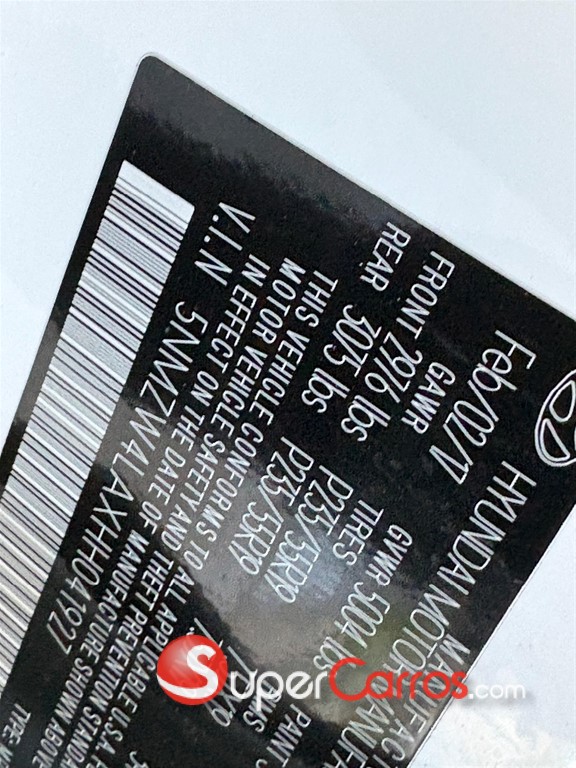 HYUNDAI MOTOR MANUFAC
Feb/02/17
GAWR
GVWR 5004 lbs
FRONT 2976 lbs
TIRES
REAR 3075 lbs
P235/55R19
P235/55R19
THIS VEHICLE CONFORMS TO ALL APPLICABLE U.S.A.
MOTOR VEHICLE SAFETY AND THEFT PREVENTION
IN EFFECT ON THE DATE OF MANUFACTURE SHOWN ABOVE
V.I.N 5NMZW4LAXHH041927
PAINT
SuperCarros.com